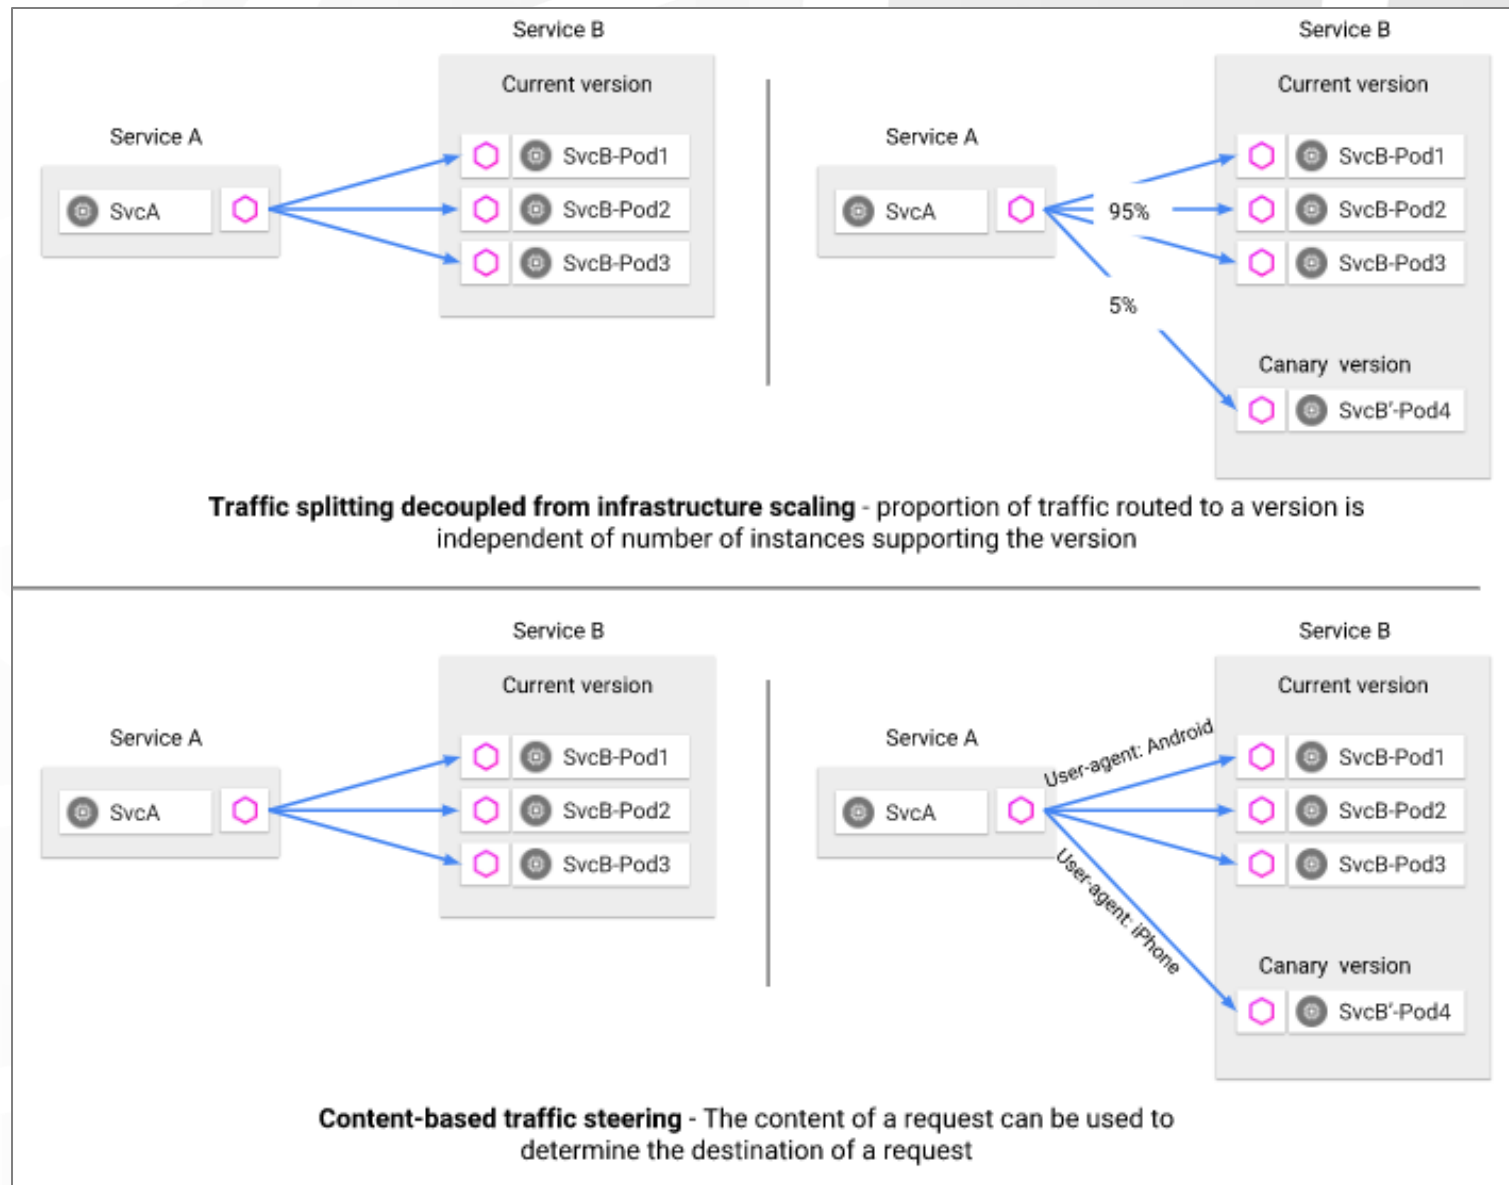 Service B
Current version
Service A
SvcA
SvcB-Pod1
SvcB-Pod2
SvcB-Pod3
Service B
Current version
Service A
SvcA
95%
5%
SvcB-Pod1
SvcB-Pod2
SvcB-Pod3
Canary version
SvcB'-Pod4
Traffic splitting decoupled from infrastructure scaling - proportion of traffic routed to a version is
independent of number of instances supporting the version
Service B
Current version
Service A
SvcA
SvcB-Pod1
SvcB-Pod2
SvcB-Pod3
Service B
Current version
Service A
SvcA
User-agent: Android
User-agent: iPhone
SvcB-Pod1
SvcB-Pod2
SvcB-Pod3
Canary version
SvcB'-Pod4
Content-based traffic steering - The content of a request can be used to
determine the destination of a request